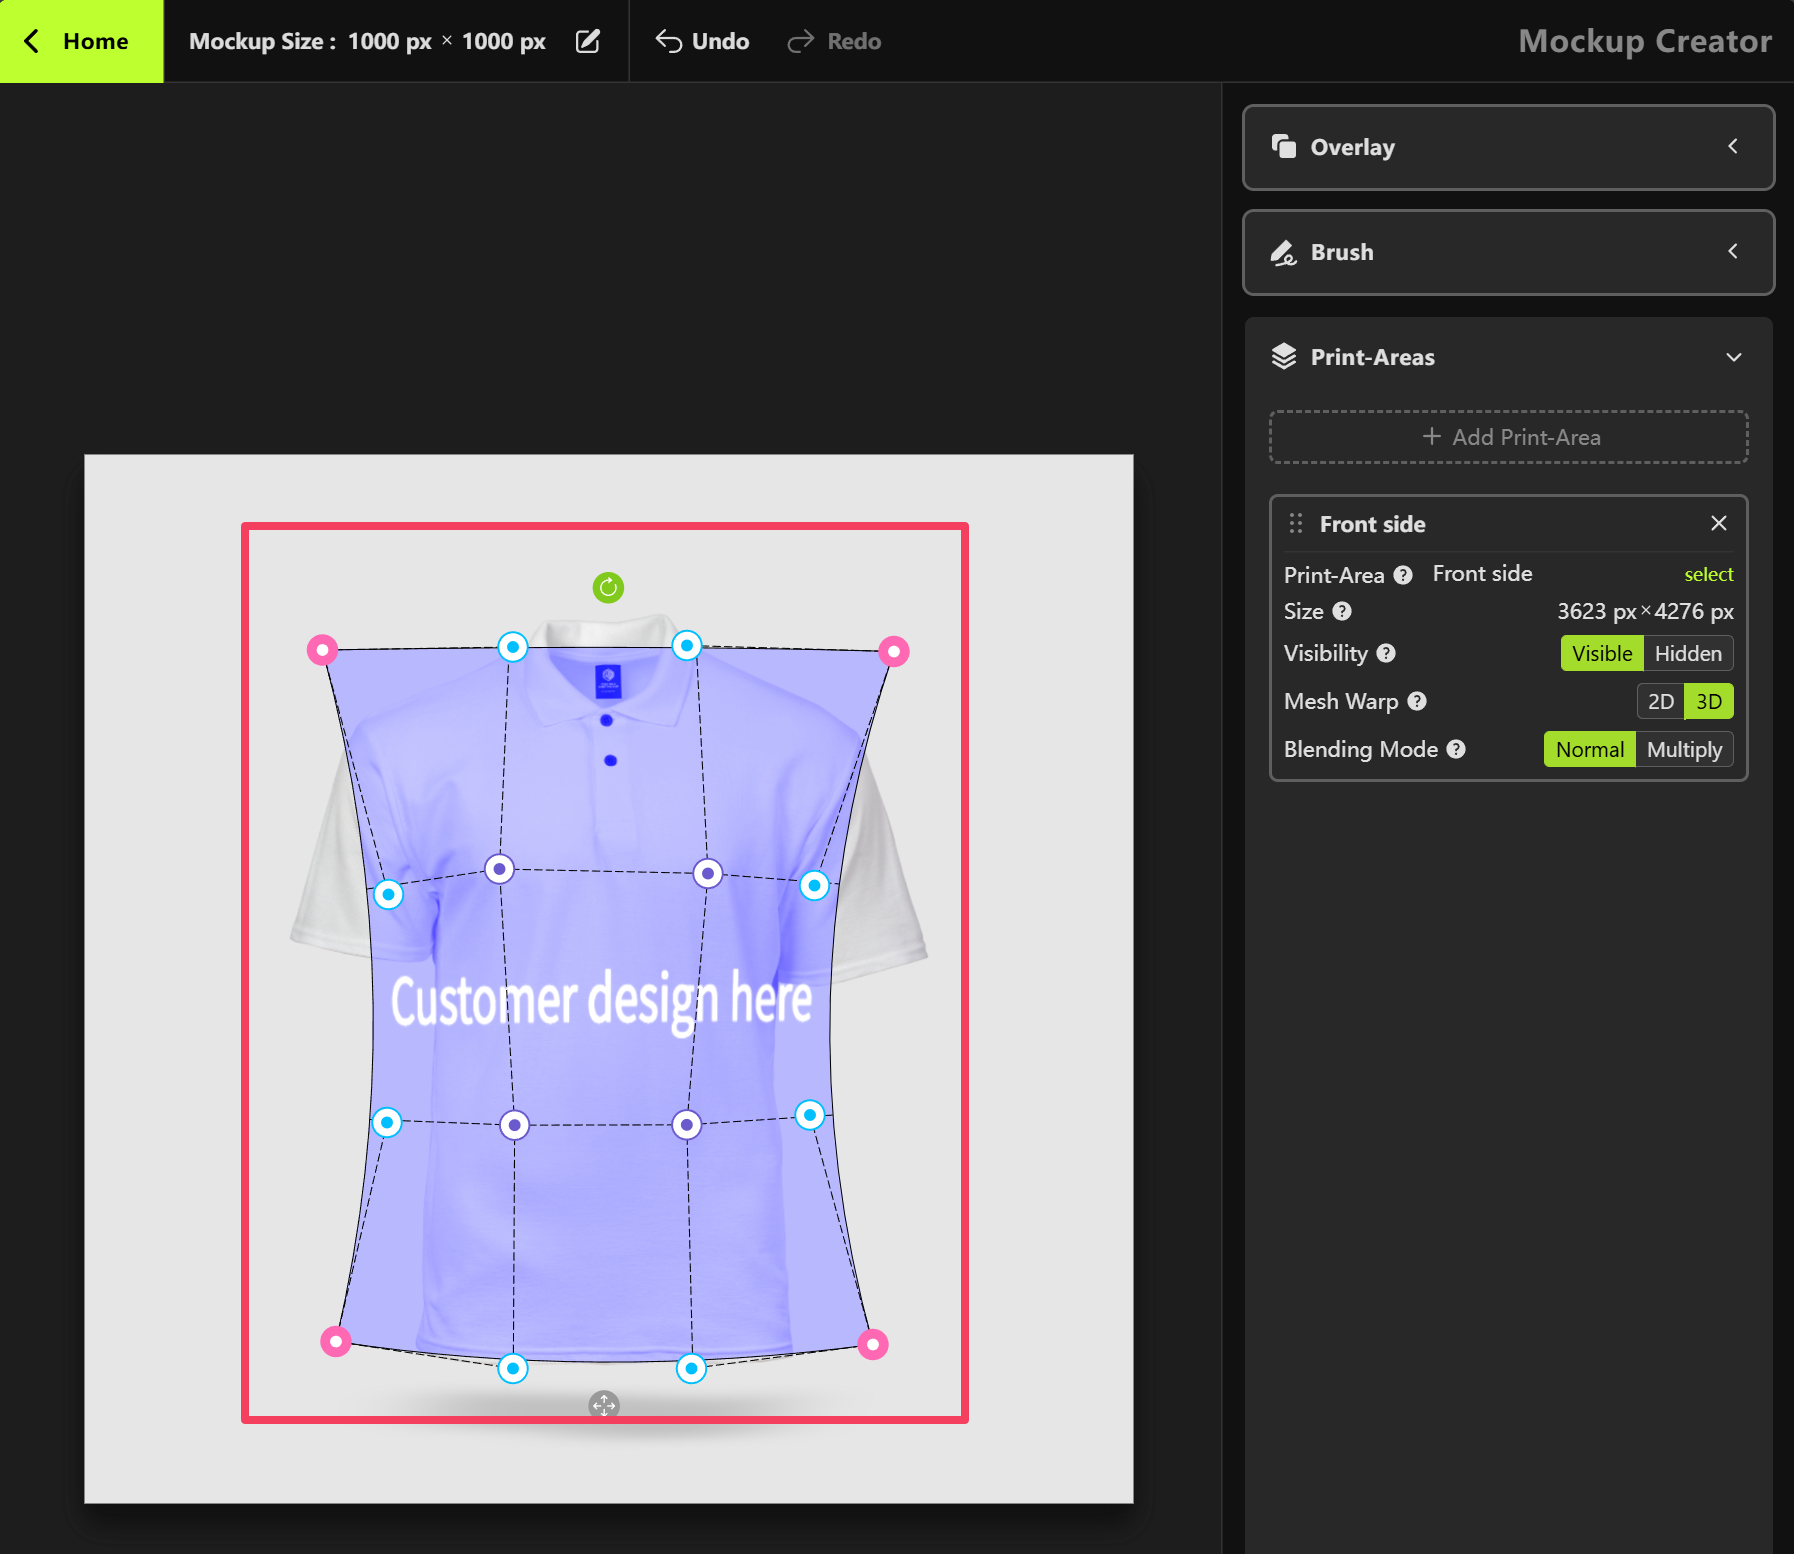 Home
Mockup Size : 1000 px × 1000 px
Undo
Redo
Mockup Creator
Overlay
Brush
Print-Areas
+ Add Print-Area
Front side
Print-Area ? Front side select
Size ? 3623 px × 4276 px
Visibility ? Visible Hidden
Mesh Warp ? 2D 3D
Blending Mode ? Normal Multiply
Customer design here